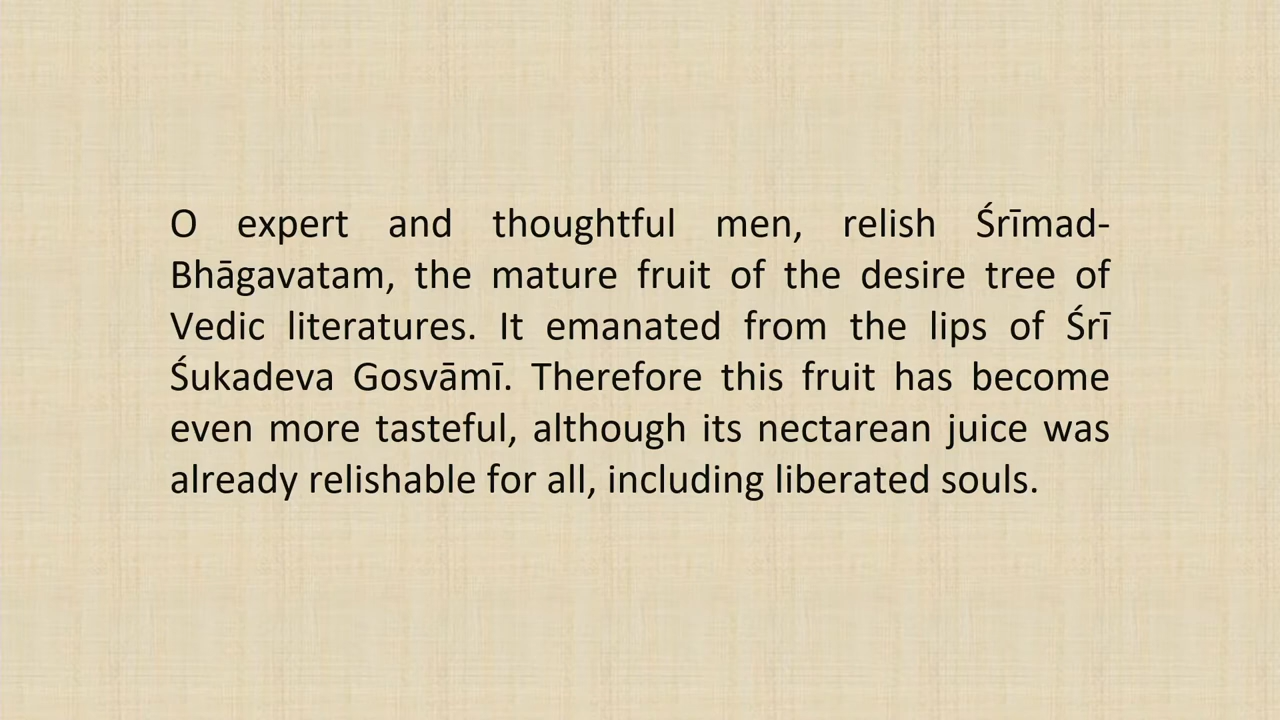 O expert and thoughtful men, relish Śrīmad-
Bhāgavatam, the mature fruit of the desire tree of
Vedic literatures. It emanated from the lips of Śrī
Śukadeva Gosvāmī. Therefore this fruit has become
even more tasteful, although its nectarean juice was
already relishable for all, including liberated souls.